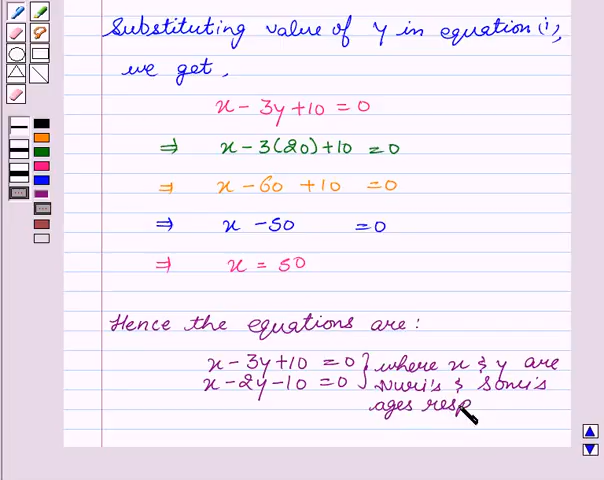 Substituting value of y in equation (1),
we get,
x - 3y + 10 = 0
⇒ x - 3(20) + 10 = 0
⇒ x - 60 + 10 = 0
⇒ x - 50 = 0
⇒ x = 50
Hence the equations are:
x - 3y + 10 = 0 } where x & y are
x - 2y - 10 = 0 } Nuri's & Sonu's
ages resp